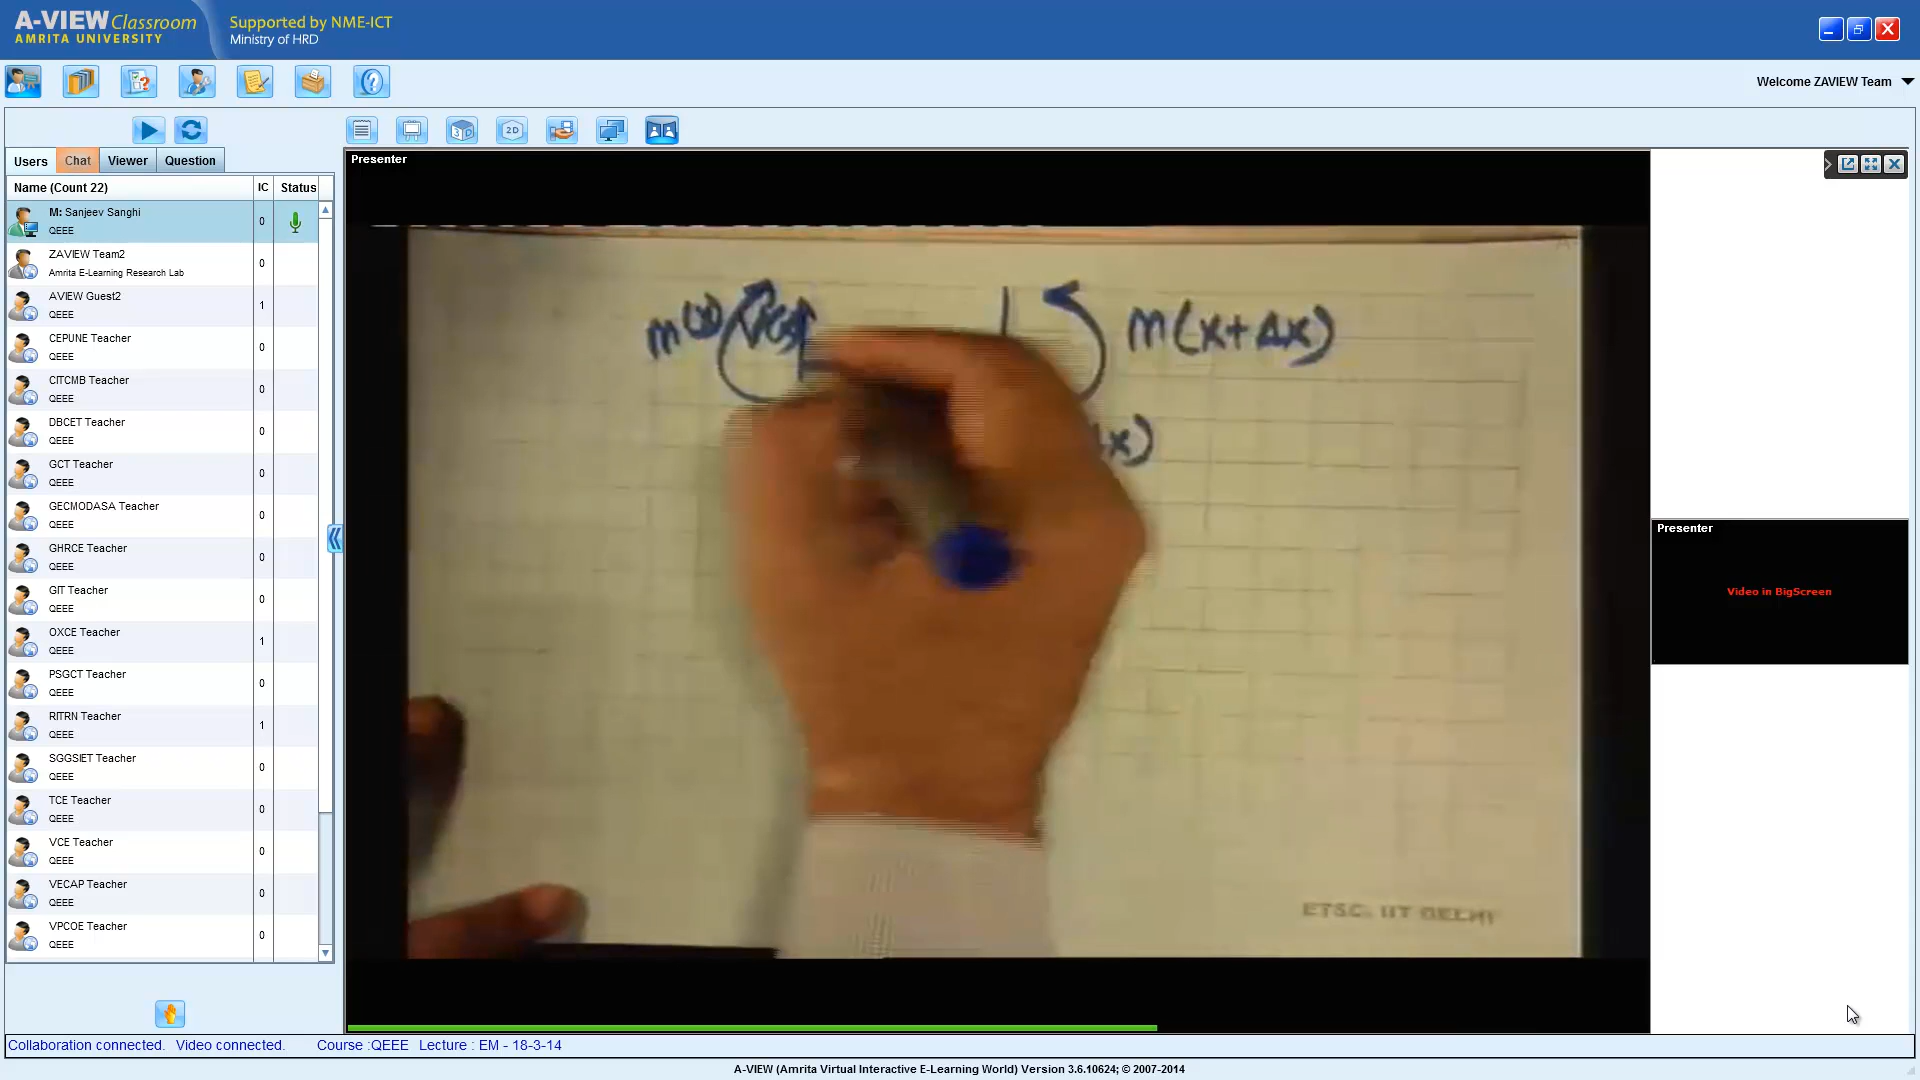 A-VIEW Classroom
AMRITA UNIVERSITY
Supported by NME-ICT
Ministry of HRD
Welcome ZAVIEW Team
3D
2D
Users Chat Viewer Question
Name (Count 22) IC Status
M: Sanjeev Sanghi
QEEE
0
ZAVIEW Team2
Amrita E-Learning Research Lab
0
AVIEW Guest2
QEEE
1
CEPUNE Teacher
QEEE
0
CITCMB Teacher
QEEE
0
DBCET Teacher
QEEE
0
GCT Teacher
QEEE
0
GECMODASA Teacher
QEEE
0
GHRCE Teacher
QEEE
0
GIT Teacher
QEEE
0
OXCE Teacher
QEEE
1
PSGCT Teacher
QEEE
0
RITRN Teacher
QEEE
1
SGGSIET Teacher
QEEE
0
TCE Teacher
QEEE
0
VCE Teacher
QEEE
0
VECAP Teacher
QEEE
0
VPCOE Teacher
QEEE
0
Presenter
m(x)
m(x+Δx)
x)
ETSC, IIT DELHI
Presenter
Video in BigScreen
Collaboration connected. Video connected. Course :QEEE Lecture : EM - 18-3-14
A-VIEW (Amrita Virtual Interactive E-Learning World) Version 3.6.10624; © 2007-2014